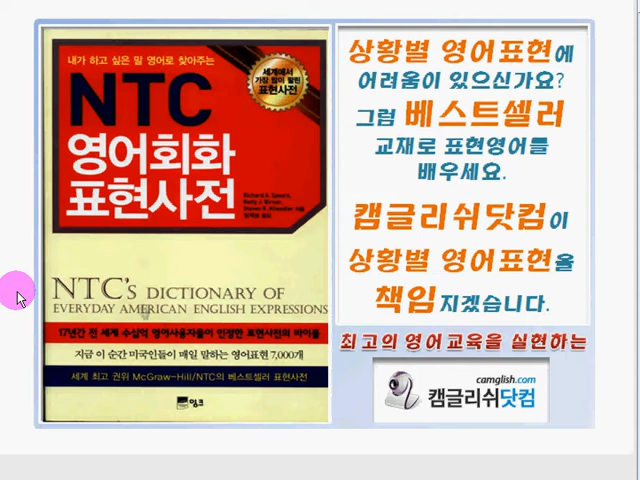 내가 하고 싶은 말 영어로 찾아주는
NTC
영어회화
표현사전
세계에서
가장 많이 팔린
표현사전
Richard A. Spears,
Betty J. Birner,
Steven R. Kleedler 지음
NTC's DICTIONARY OF
EVERYDAY AMERICAN ENGLISH EXPRESSIONS
17년간 전 세계 수십억 영어사용자들이 인정한 표현사전의 바이블
지금 이 순간 미국인들이 매일 말하는 영어표현 7,000개
세계 최고 권위 McGraw-Hill/NTC의 베스트셀러 표현사전
잉크
상황별 영어표현에
어려움이 있으신가요?
그럼 베스트셀러
교재로 표현영어를
배우세요.
캠글리쉬닷컴이
상황별 영어표현을
책임지겠습니다.
최고의 영어교육을 실현하는
camglish.com
캠글리쉬닷컴